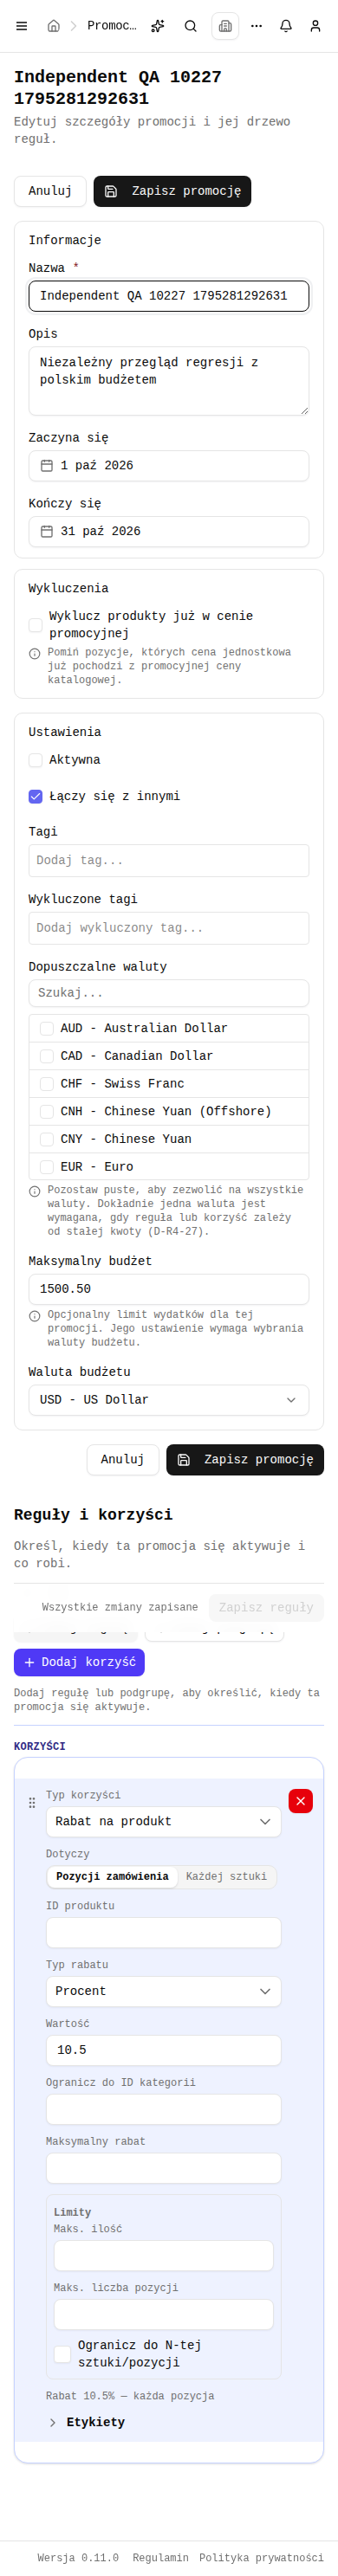 Promoc…
Independent QA 10227
1795281292631
Edytuj szczegóły promocji i jej drzewo
reguł.
Anuluj
Zapisz promocję
Informacje
Nazwa *
Independent QA 10227 1795281292631
Opis
Niezależny przegląd regresji z
polskim budżetem
Zaczyna się
1 paź 2026
Kończy się
31 paź 2026
Wykluczenia
Wyklucz produkty już w cenie
promocyjnej
Pomiń pozycje, których cena jednostkowa
już pochodzi z promocyjnej ceny
katalogowej.
Ustawienia
Aktywna
Łączy się z innymi
Tagi
Dodaj tag...
Wykluczone tagi
Dodaj wykluczony tag...
Dopuszczalne waluty
Szukaj...
AUD - Australian Dollar
CAD - Canadian Dollar
CHF - Swiss Franc
CNH - Chinese Yuan (Offshore)
CNY - Chinese Yuan
EUR - Euro
Pozostaw puste, aby zezwolić na wszystkie
waluty. Dokładnie jedna waluta jest
wymagana, gdy reguła lub korzyść zależy
od stałej kwoty (D-R4-27).
Maksymalny budżet
1500.50
Opcjonalny limit wydatków dla tej
promocji. Jego ustawienie wymaga wybrania
waluty budżetu.
Waluta budżetu
USD - US Dollar
Anuluj
Zapisz promocję
Reguły i korzyści
Określ, kiedy ta promocja się aktywuje i
co robi.
Wszystkie zmiany zapisane
Zapisz reguły
Dodaj korzyść
Dodaj regułę lub podgrupę, aby określić, kiedy ta
promocja się aktywuje.
KORZYŚCI
Typ korzyści
Rabat na produkt
Dotyczy
Pozycji zamówienia
Każdej sztuki
ID produktu
Typ rabatu
Procent
Wartość
10.5
Ogranicz do ID kategorii
Maksymalny rabat
Limity
Maks. ilość
Maks. liczba pozycji
Ogranicz do N-tej
sztuki/pozycji
Rabat 10.5% — każda pozycja
Etykiety
Wersja 0.11.0
Regulamin
Polityka prywatności